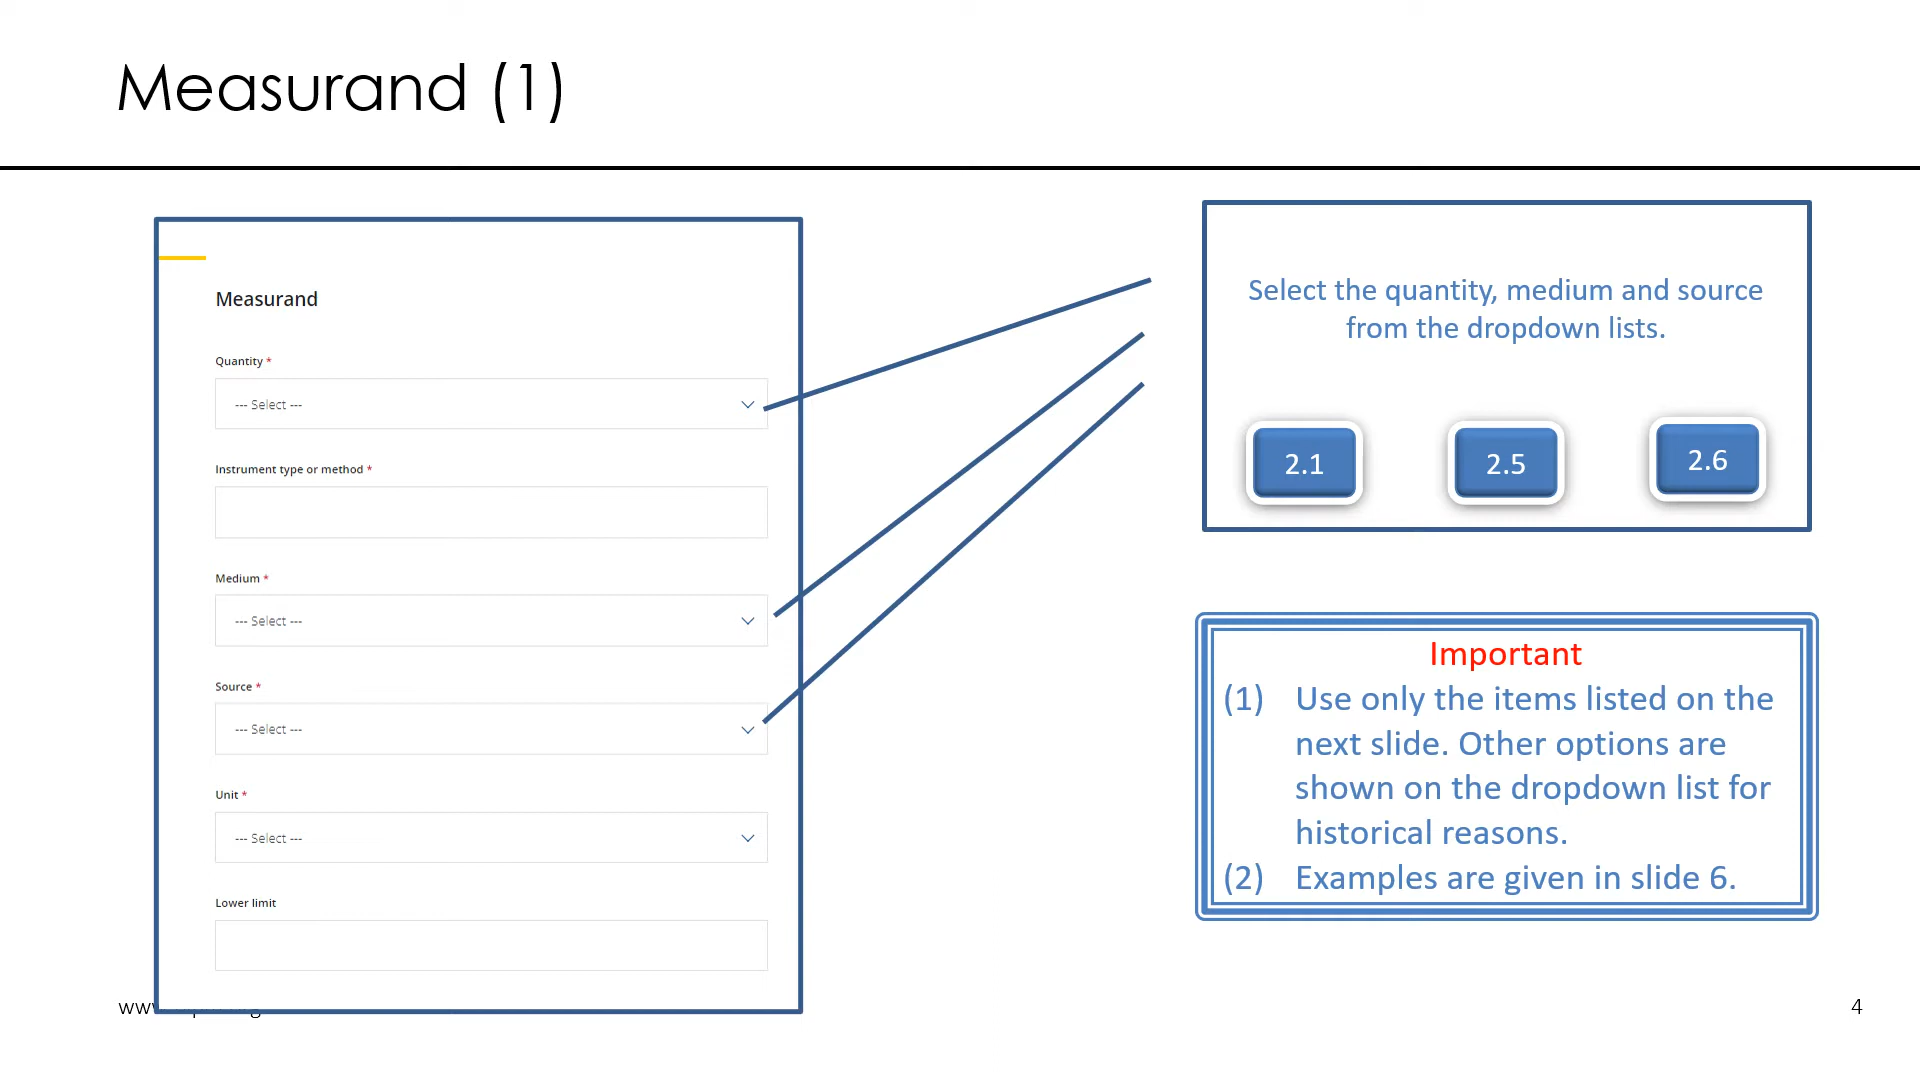 Measurand (1)
Measurand
Quantity *
--- Select ---
Instrument type or method *
Medium *
--- Select ---
Source *
--- Select ---
Unit *
--- Select ---
Lower limit
Select the quantity, medium and source
from the dropdown lists.
2.1
2.5
2.6
Important
(1) Use only the items listed on the
next slide. Other options are
shown on the dropdown list for
historical reasons.
(2) Examples are given in slide 6.
4